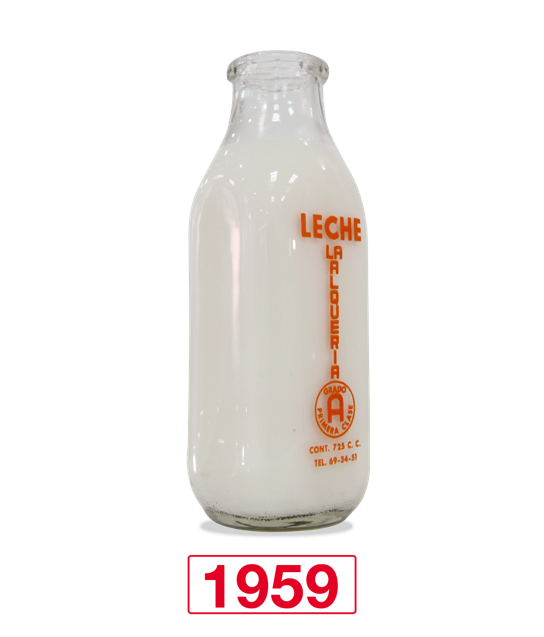 LECHE
LA
ALQUERIA
GRADO
A
PRIMERA CLASE
CONT. 725 C. C.
TEL. 69-34-51
1959